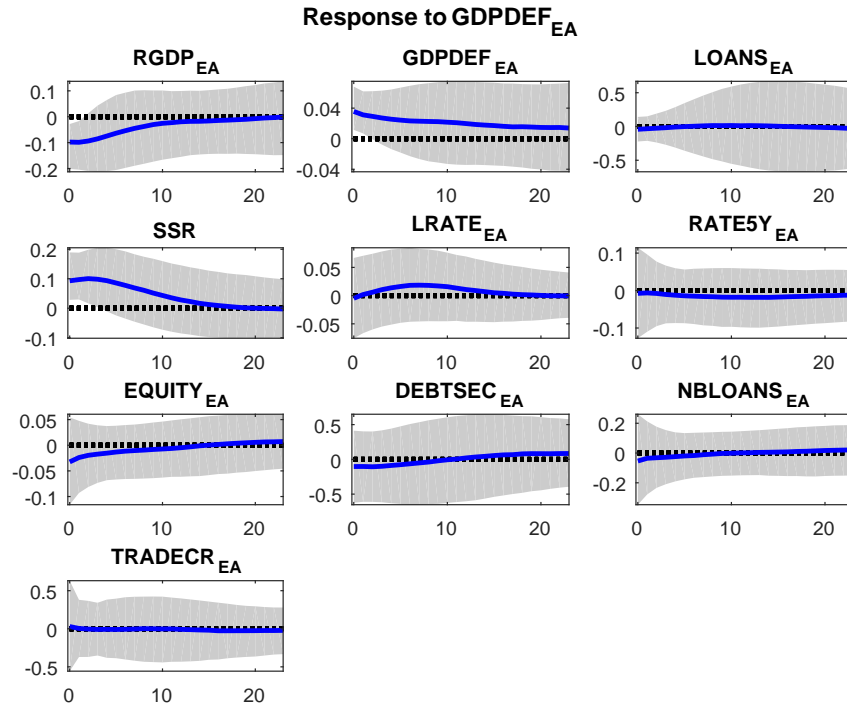 Response to GDPDEF_EA
RGDP_EA
GDPDEF_EA
LOANS_EA
0.1
0
-0.1
-0.2
0 10 20
0.04
0
-0.04
0 10 20
0.5
0
-0.5
0 10 20
SSR
LRATE_EA
RATE5Y_EA
0.2
0.1
0
-0.1
0 10 20
0.05
0
-0.05
0 10 20
0.1
0
-0.1
0 10 20
EQUITY_EA
DEBTSEC_EA
NBLOANS_EA
0.05
0
-0.05
-0.1
0 10 20
0.5
0
-0.5
0 10 20
0.2
0
-0.2
0 10 20
TRADECR_EA
0.5
0
-0.5
0 10 20